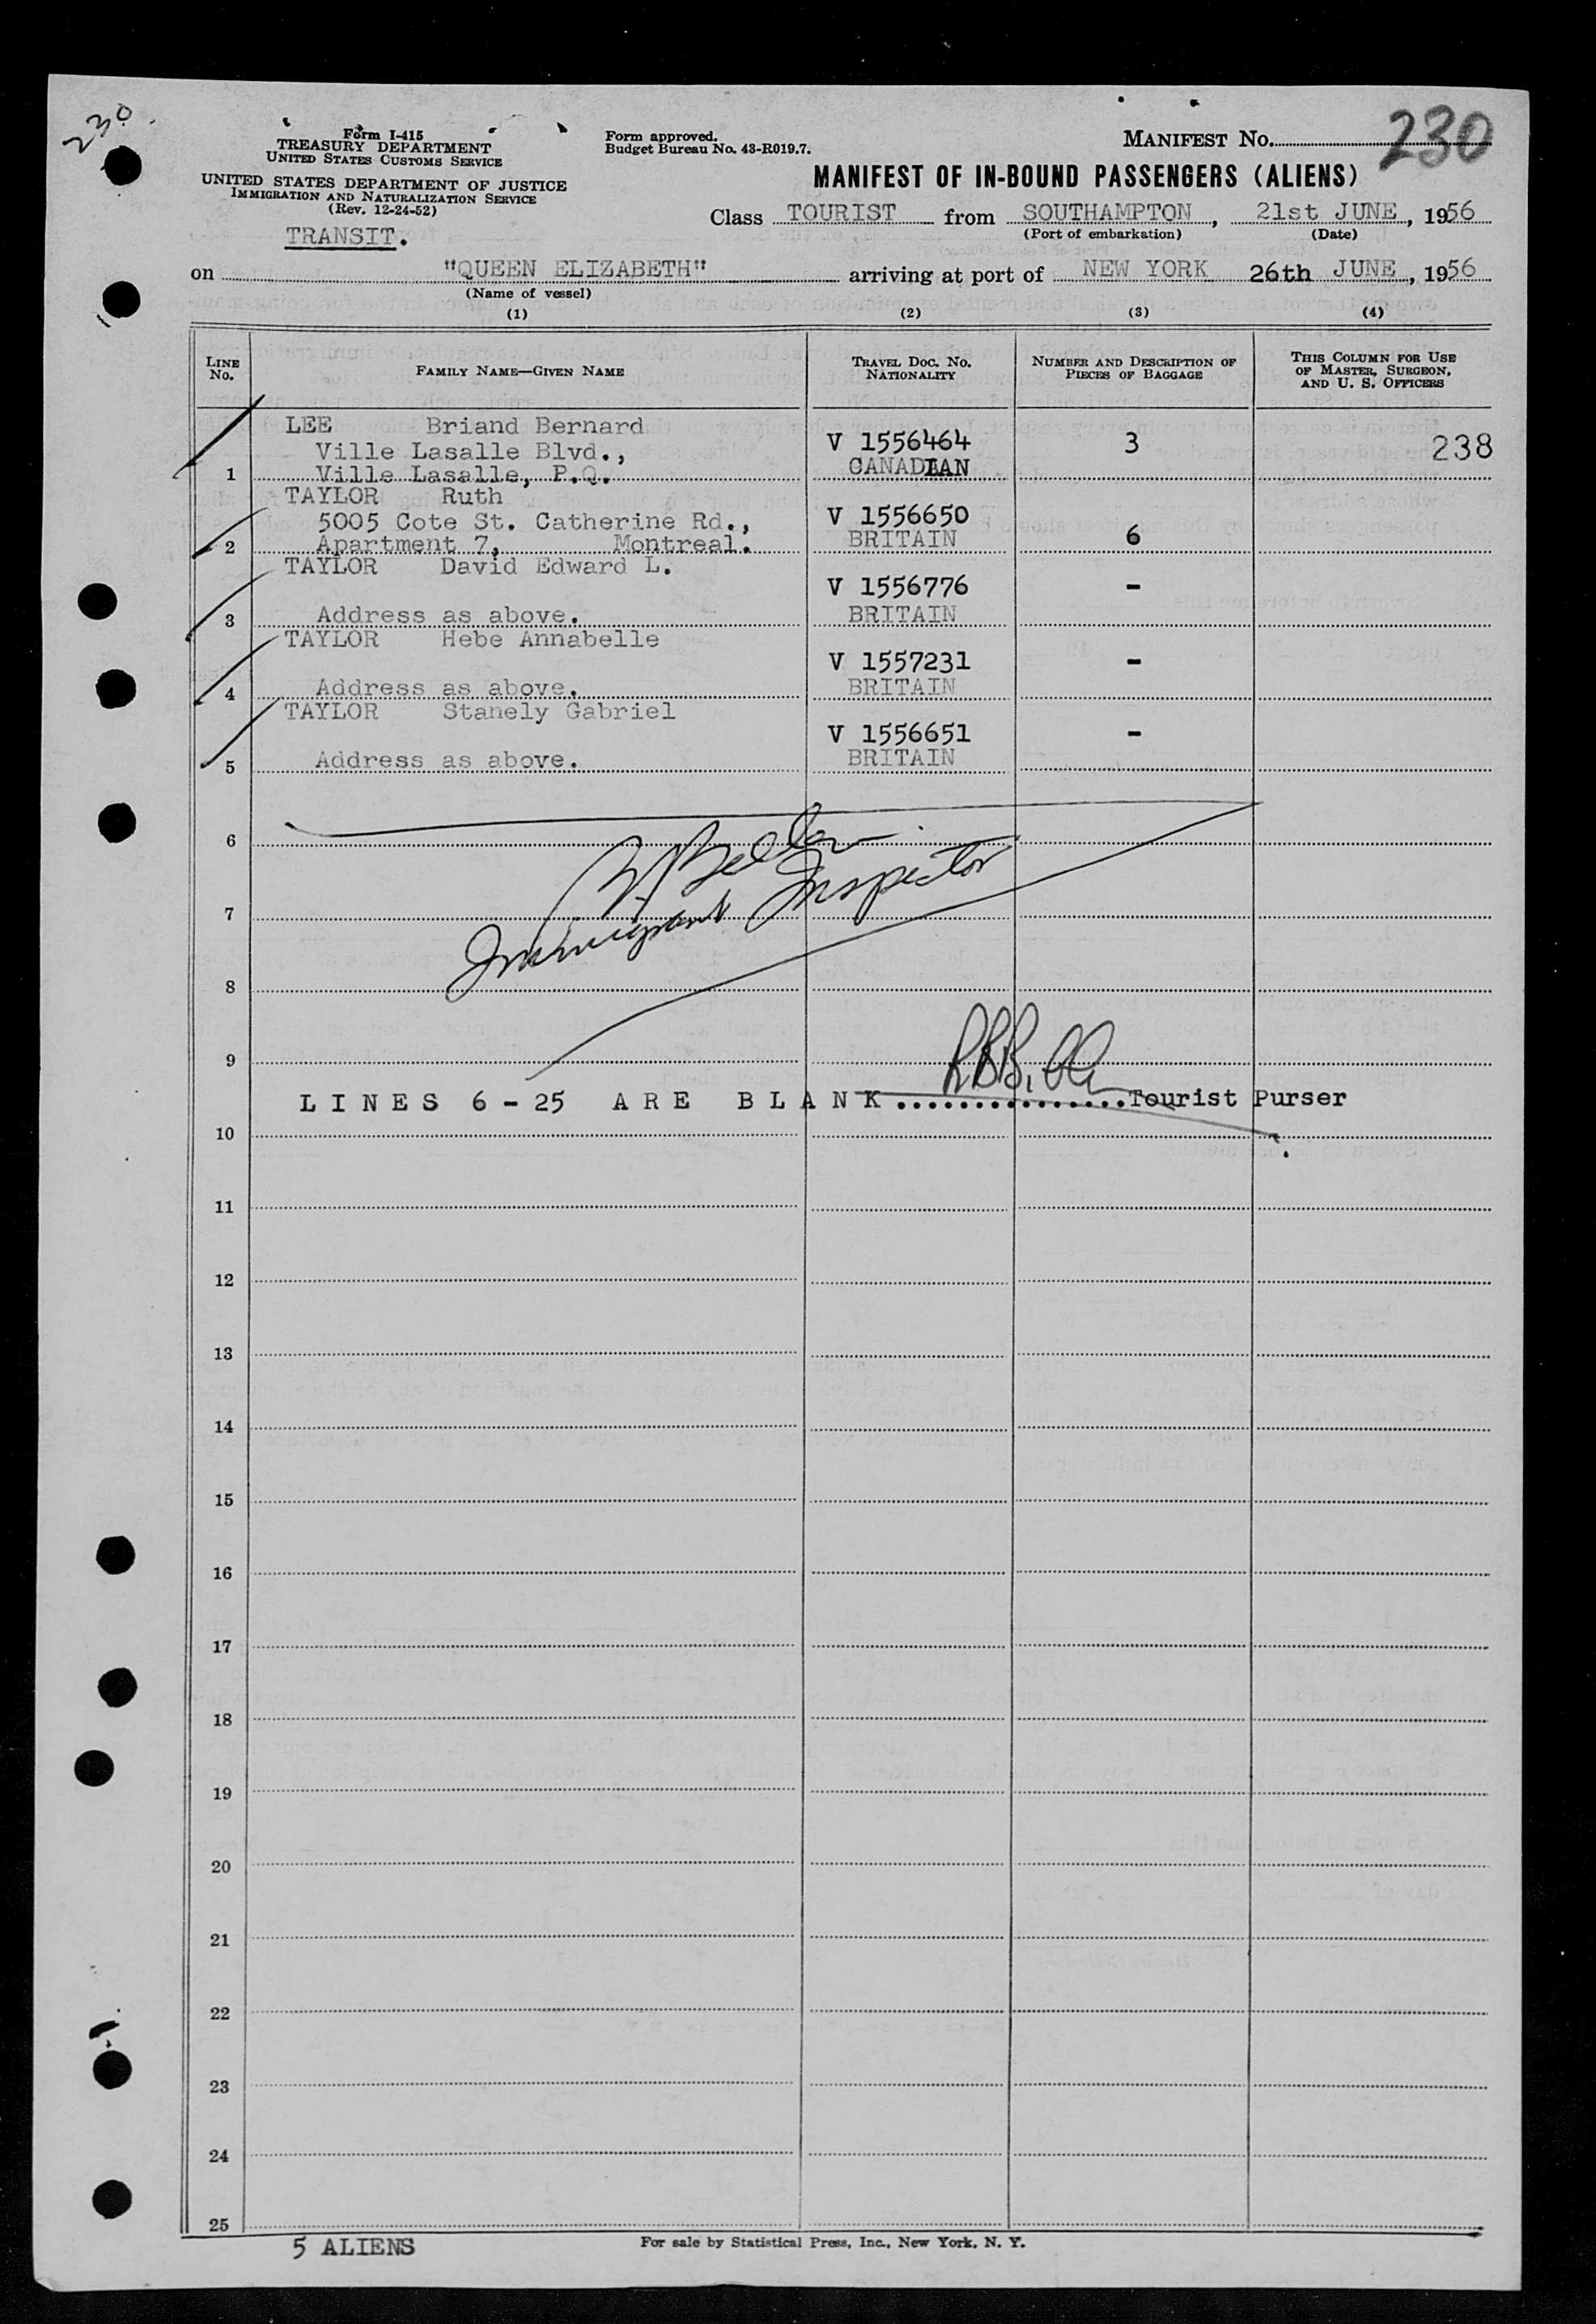 230
Form I-415
TREASURY DEPARTMENT
UNITED STATES CUSTOMS SERVICE
UNITED STATES DEPARTMENT OF JUSTICE
IMMIGRATION AND NATURALIZATION SERVICE
(Rev. 12-24-52)
TRANSIT.
Form approved.
Budget Bureau No. 43-R019.7.
MANIFEST No. 230
MANIFEST OF IN-BOUND PASSENGERS (ALIENS)
Class TOURIST from SOUTHAMPTON, 21st JUNE, 1956
(Port of embarkation) (Date)
on "QUEEN ELIZABETH" arriving at port of NEW YORK 26th JUNE, 1956
(Name of vessel)
(1) (2) (3) (4)
LINE No. FAMILY NAME—GIVEN NAME TRAVEL DOC. NO. NATIONALITY NUMBER AND DESCRIPTION OF PIECES OF BAGGAGE THIS COLUMN FOR USE OF MASTER, SURGEON, AND U. S. OFFICERS
LEE Briand Bernard
Ville Lasalle Blvd., V 1556464 3 238
1 Ville Lasalle, P.Q. CANADIAN
TAYLOR Ruth
5005 Cote St. Catherine Rd., V 1556650
2 Apartment 7, Montreal. BRITAIN 6
TAYLOR David Edward L.
V 1556776 -
3 Address as above. BRITAIN
TAYLOR Hebe Annabelle
V 1557231 -
4 Address as above. BRITAIN
TAYLOR Stanely Gabriel
V 1556651 -
5 Address as above. BRITAIN
6
7
Immigrant Inspector
8
9
LINES 6-25 ARE BLANK...............Tourist Purser
10
11
12
13
14
15
16
17
18
19
20
21
22
23
24
25
5 ALIENS
For sale by Statistical Press, Inc., New York, N. Y.